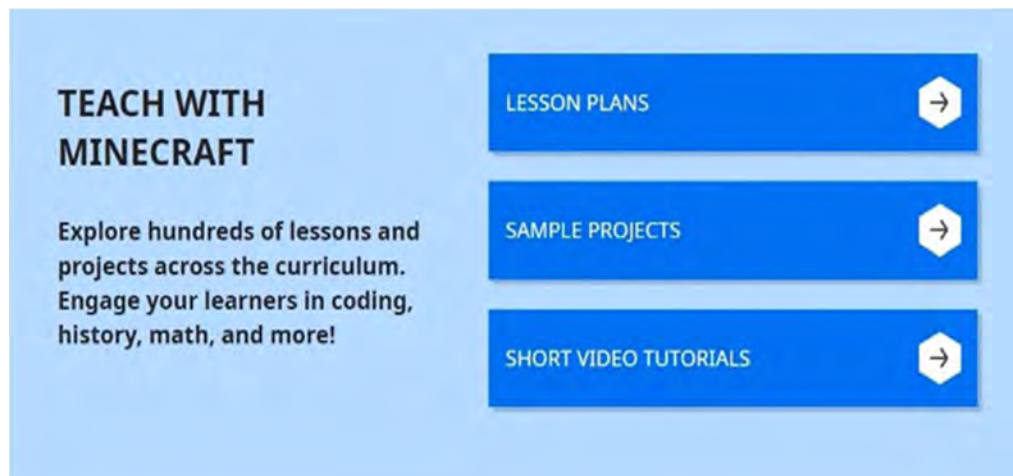 TEACH WITH
MINECRAFT
Explore hundreds of lessons and
projects across the curriculum.
Engage your learners in coding,
history, math, and more!
LESSON PLANS
SAMPLE PROJECTS
SHORT VIDEO TUTORIALS